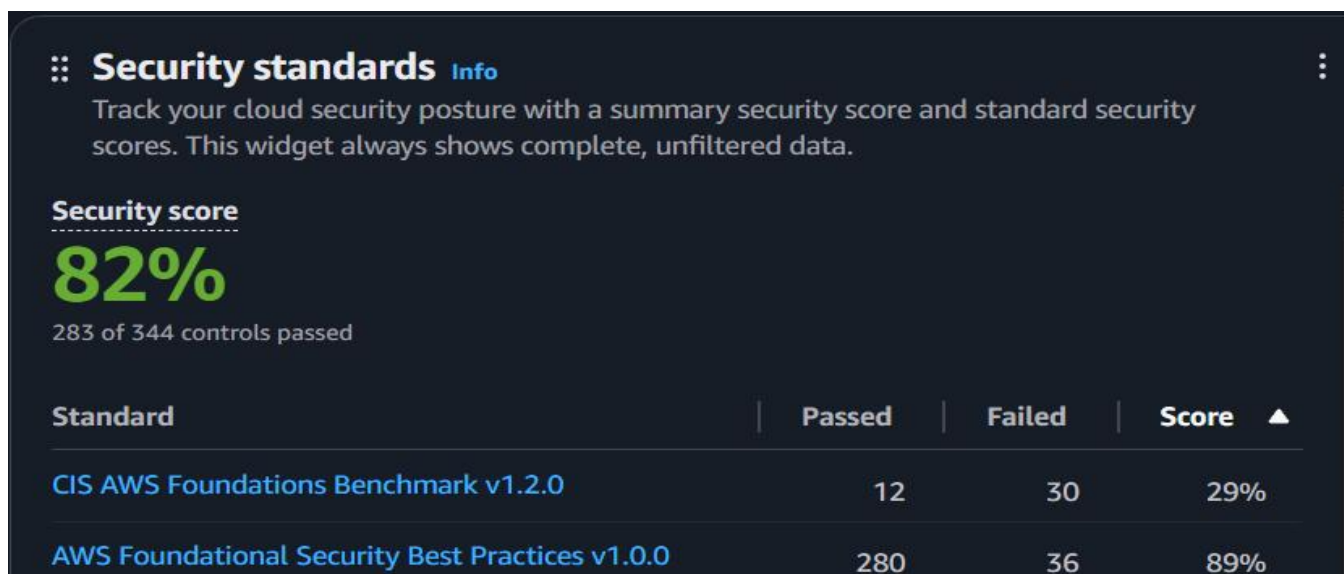 Security standards Info
Track your cloud security posture with a summary security score and standard security
scores. This widget always shows complete, unfiltered data.
Security score
82%
283 of 344 controls passed
Standard Passed Failed Score
CIS AWS Foundations Benchmark v1.2.0 12 30 29%
AWS Foundational Security Best Practices v1.0.0 280 36 89%